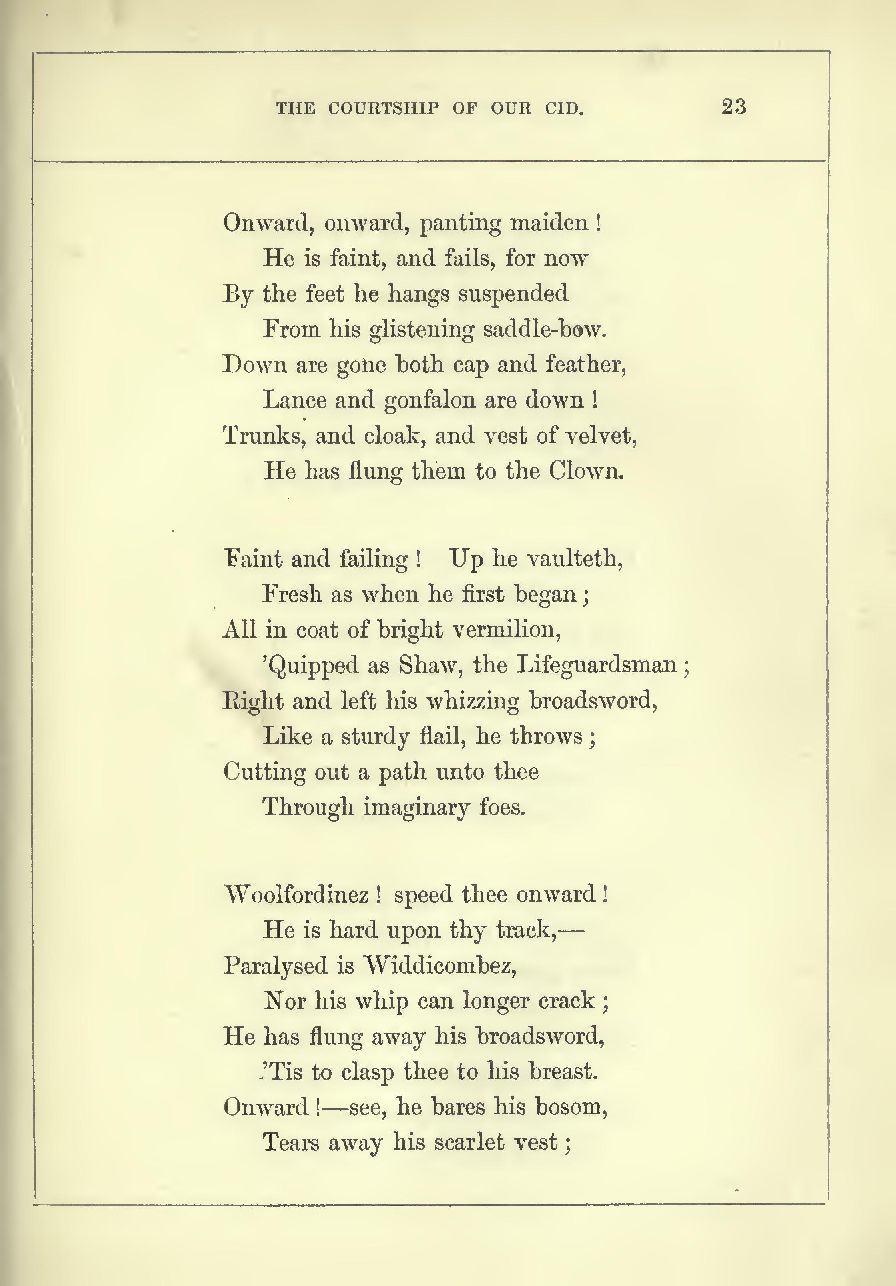 THE COURTSHIP OF OUR CID. 23
Onward, onward, panting maiden !
He is faint, and fails, for now
By the feet he hangs suspended
From his glistening saddle-bow.
Down are gone both cap and feather,
Lance and gonfalon are down !
Trunks, and cloak, and vest of velvet,
He has flung them to the Clown.
Faint and failing ! Up he vaulteth,
Fresh as when he first began ;
All in coat of bright vermilion,
’Quipped as Shaw, the Lifeguardsman ;
Right and left his whizzing broadsword,
Like a sturdy flail, he throws ;
Cutting out a path unto thee
Through imaginary foes.
Woolfordinez ! speed thee onward !
He is hard upon thy track,—
Paralysed is Widdicombez,
Nor his whip can longer crack ;
He has flung away his broadsword,
’Tis to clasp thee to his breast.
Onward !—see, he bares his bosom,
Tears away his scarlet vest ;